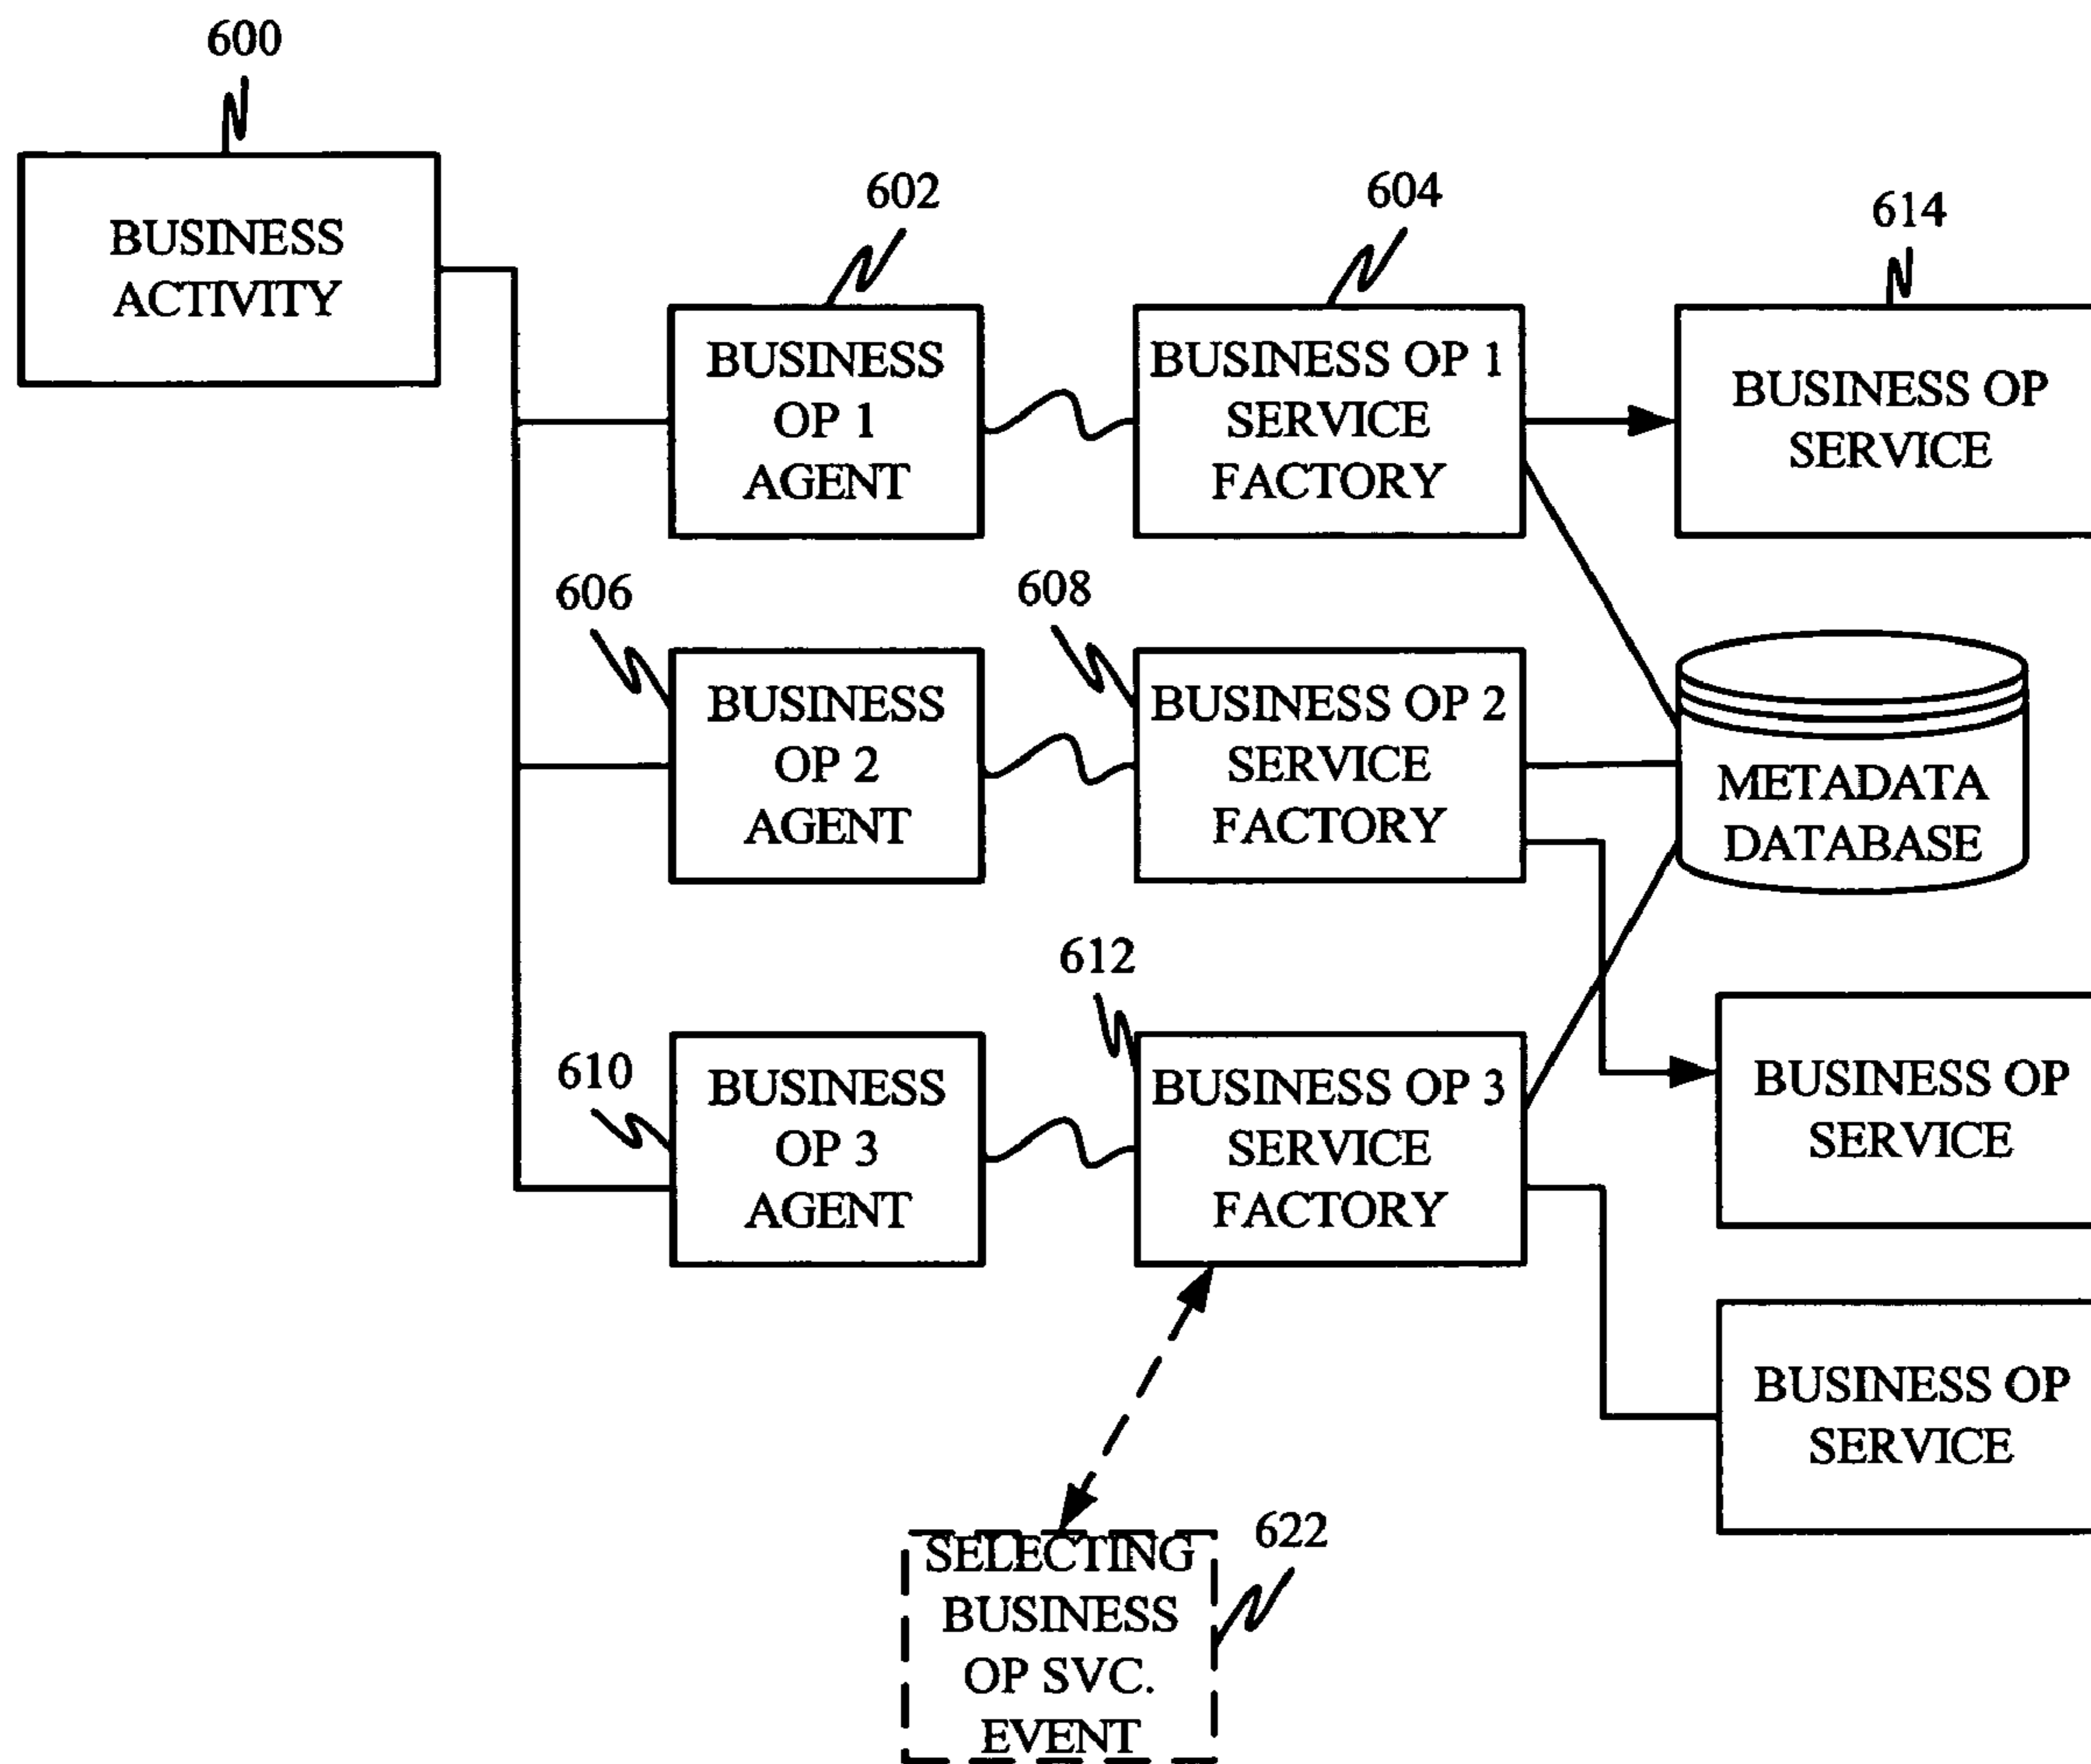 600
BUSINESS
ACTIVITY
602
604
614
BUSINESS
OP 1
AGENT
BUSINESS OP 1
SERVICE
FACTORY
BUSINESS OP
SERVICE
606
608
BUSINESS
OP 2
AGENT
BUSINESS OP 2
SERVICE
FACTORY
METADATA
DATABASE
610
612
BUSINESS
OP 3
AGENT
BUSINESS OP 3
SERVICE
FACTORY
BUSINESS OP
SERVICE
BUSINESS OP
SERVICE
622
SELECTING
BUSINESS
OP SVC.
EVENT